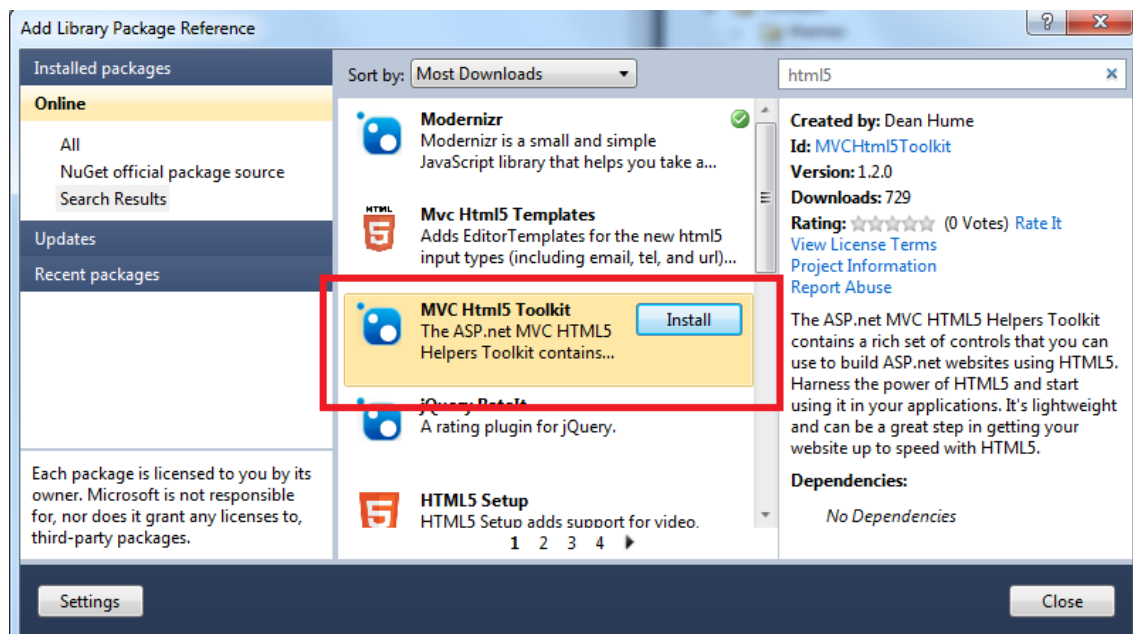 Add Library Package Reference
?
X
Installed packages
Online
All
NuGet official package source
Search Results
Updates
Recent packages
Each package is licensed to you by its
owner. Microsoft is not responsible
for, nor does it grant any licenses to,
third-party packages.
Sort by: Most Downloads
Modernizr
Modernizr is a small and simple
JavaScript library that helps you take a...
HTML
5
Mvc Html5 Templates
Adds EditorTemplates for the new html5
input types (including email, tel, and url)...
MVC Html5 Toolkit
The ASP.net MVC HTML5
Helpers Toolkit contains...
Install
jQuery RateIt
A rating plugin for jQuery.
5
HTML5 Setup
HTML5 Setup adds support for video.
1 2 3 4
html5
Created by: Dean Hume
Id: MVCHtml5Toolkit
Version: 1.2.0
Downloads: 729
Rating: (0 Votes) Rate It
View License Terms
Project Information
Report Abuse
The ASP.net MVC HTML5 Helpers Toolkit
contains a rich set of controls that you can
use to build ASP.net websites using HTML5.
Harness the power of HTML5 and start
using it in your applications. It's lightweight
and can be a great step in getting your
website up to speed with HTML5.
Dependencies:
No Dependencies
Settings
Close